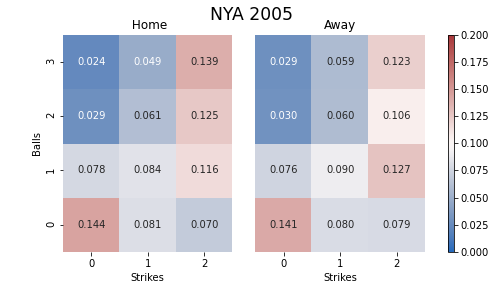 NYA 2005
Home Away
3 0.024 0.049 0.139 0.029 0.059 0.123
2 0.029 0.061 0.125 0.030 0.060 0.106
1 0.078 0.084 0.116 0.076 0.090 0.127
0 0.144 0.081 0.070 0.141 0.080 0.079
Balls
0 1 2 0 1 2
Strikes Strikes
0.200
0.175
0.150
0.125
0.100
0.075
0.050
0.025
0.000